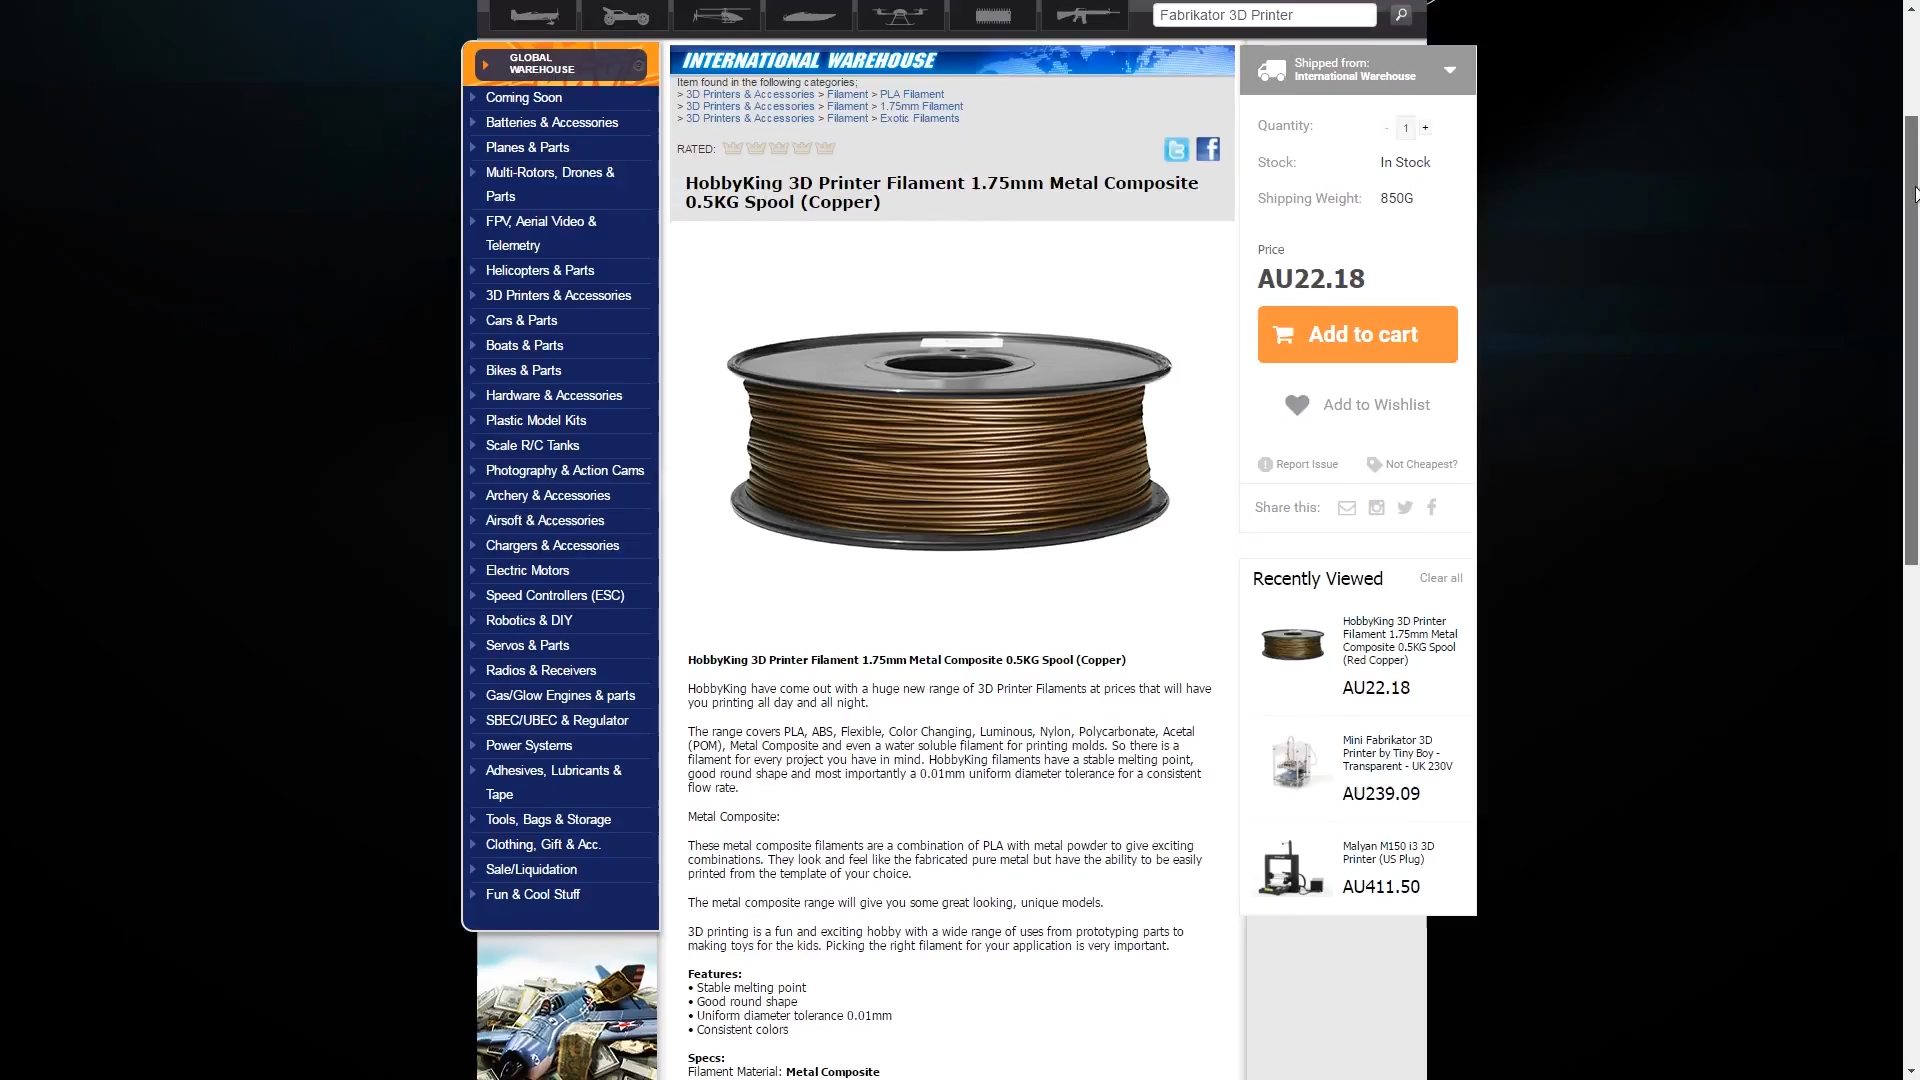 Fabrikator 3D Printer
GLOBAL
WAREHOUSE
Coming Soon
Batteries & Accessories
Planes & Parts
Multi-Rotors, Drones &
Parts
FPV, Aerial Video &
Telemetry
Helicopters & Parts
3D Printers & Accessories
Cars & Parts
Boats & Parts
Bikes & Parts
Hardware & Accessories
Plastic Model Kits
Scale R/C Tanks
Photography & Action Cams
Archery & Accessories
Airsoft & Accessories
Chargers & Accessories
Electric Motors
Speed Controllers (ESC)
Robotics & DIY
Servos & Parts
Radios & Receivers
Gas/Glow Engines & parts
SBEC/UBEC & Regulator
Power Systems
Adhesives, Lubricants &
Tape
Tools, Bags & Storage
Clothing, Gift & Acc.
Sale/Liquidation
Fun & Cool Stuff
INTERNATIONAL WAREHOUSE
Item found in the following categories;
> 3D Printers & Accessories > Filament > PLA Filament
> 3D Printers & Accessories > Filament > 1.75mm Filament
> 3D Printers & Accessories > Filament > Exotic Filaments
RATED:
HobbyKing 3D Printer Filament 1.75mm Metal Composite
0.5KG Spool (Copper)
HobbyKing 3D Printer Filament 1.75mm Metal Composite 0.5KG Spool (Copper)
HobbyKing have come out with a huge new range of 3D Printer Filaments at prices that will have
you printing all day and all night.
The range covers PLA, ABS, Flexible, Color Changing, Luminous, Nylon, Polycarbonate, Acetal
(POM), Metal Composite and even a water soluble filament for printing molds. So there is a
filament for every project you have in mind. HobbyKing filaments have a stable melting point,
good round shape and most importantly a 0.01mm uniform diameter tolerance for a consistent
flow rate.
Metal Composite:
These metal composite filaments are a combination of PLA with metal powder to give exciting
combinations. They look and feel like the fabricated pure metal but have the ability to be easily
printed from the template of your choice.
The metal composite range will give you some great looking, unique models.
3D printing is a fun and exciting hobby with a wide range of uses from prototyping parts to
making toys for the kids. Picking the right filament for your application is very important.
Features:
• Stable melting point
• Good round shape
• Uniform diameter tolerance 0.01mm
• Consistent colors
Specs:
Filament Material: Metal Composite
Shipped from:
International Warehouse
Quantity: - 1 +
Stock: In Stock
Shipping Weight: 850G
Price
AU22.18
Add to cart
Add to Wishlist
Report Issue Not Cheapest?
Share this:
Recently Viewed Clear all
HobbyKing 3D Printer
Filament 1.75mm Metal
Composite 0.5KG Spool
(Red Copper)
AU22.18
Mini Fabrikator 3D
Printer by Tiny Boy -
Transparent - UK 230V
AU239.09
Malyan M150 i3 3D
Printer (US Plug)
AU411.50